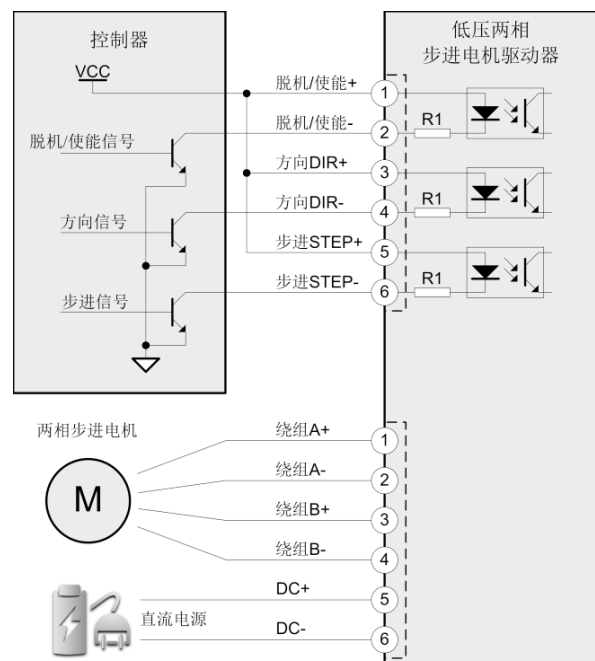 控制器
VCC
脱机/使能信号
方向信号
步进信号
低压两相
步进电机驱动器
脱机/使能+
1
脱机/使能-
2
R1
方向DIR+
3
方向DIR-
4
R1
步进STEP+
5
步进STEP-
6
R1
两相步进电机
M
绕组A+
1
绕组A-
2
绕组B+
3
绕组B-
4
直流电源
DC+
5
DC-
6